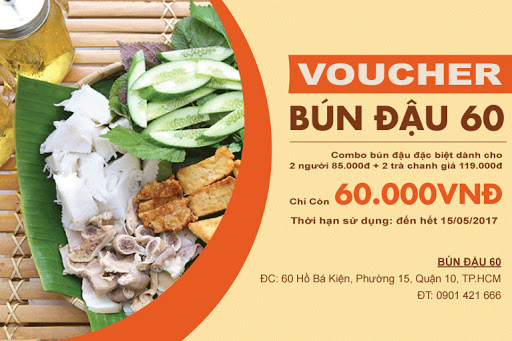 VOUCHER
BÚN ĐẬU 60
Combo bún đậu đặc biệt dành cho
2 người 85.000đ + 2 trà chanh giá 119.000đ
Chỉ Còn 60.000VNĐ
Thời hạn sử dụng: đến hết 15/05/2017
BÚN ĐẬU 60
ĐC: 60 Hồ Bá Kiện, Phường 15, Quận 10, TP.HCM
ĐT: 0901 421 666